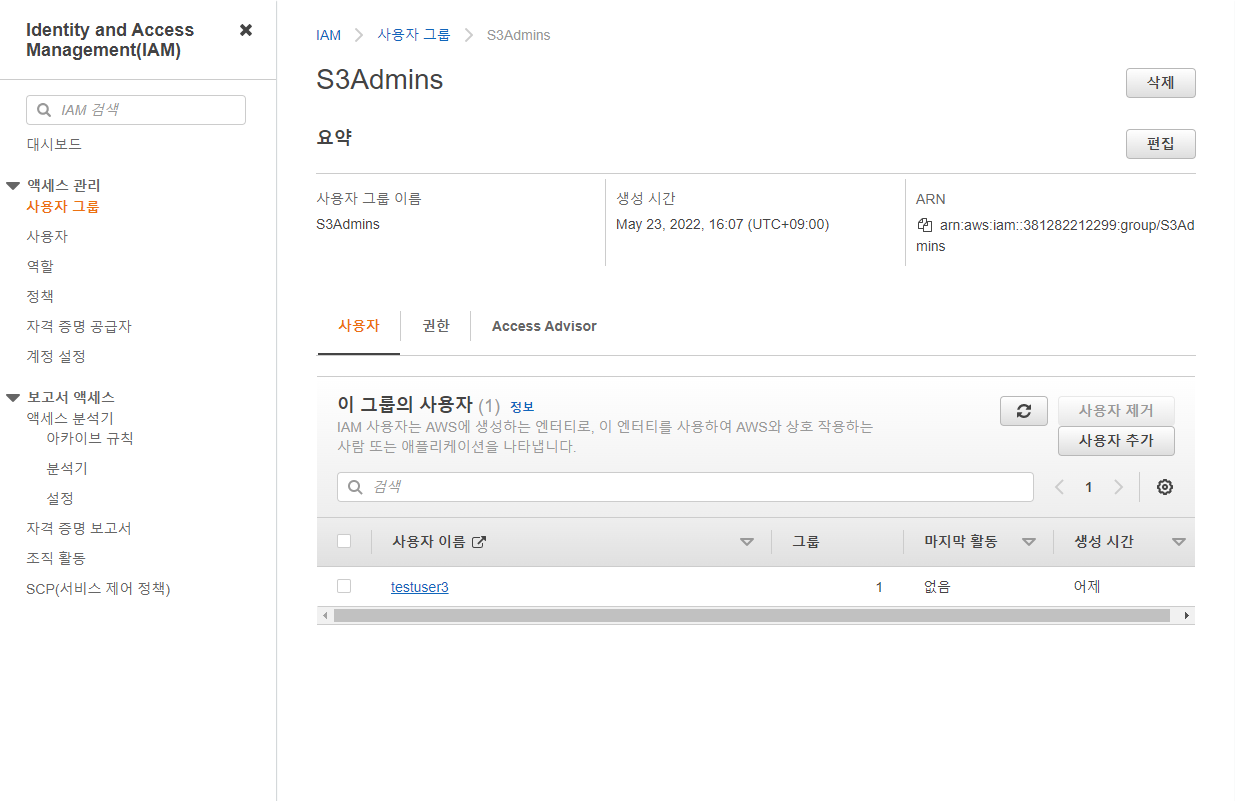 Identity and Access
Management(IAM)
IAM 검색
대시보드
액세스 관리
사용자 그룹
사용자
역할
정책
자격 증명 공급자
계정 설정
보고서 액세스
액세스 분석기
아카이브 규칙
분석기
설정
자격 증명 보고서
조직 활동
SCP(서비스 제어 정책)
IAM 사용자 그룹 S3Admins
S3Admins
삭제
요약
편집
사용자 그룹 이름
S3Admins
생성 시간
May 23, 2022, 16:07 (UTC+09:00)
ARN
arn:aws:iam::381282212299:group/S3Ad
mins
사용자 권한 Access Advisor
이 그룹의 사용자 (1) 정보
IAM 사용자는 AWS에 생성하는 엔터티로, 이 엔터티를 사용하여 AWS와 상호 작용하는
사람 또는 애플리케이션을 나타냅니다.
사용자 제거
사용자 추가
검색
1
사용자 이름 그룹 마지막 활동 생성 시간
testuser3 1 없음 어제